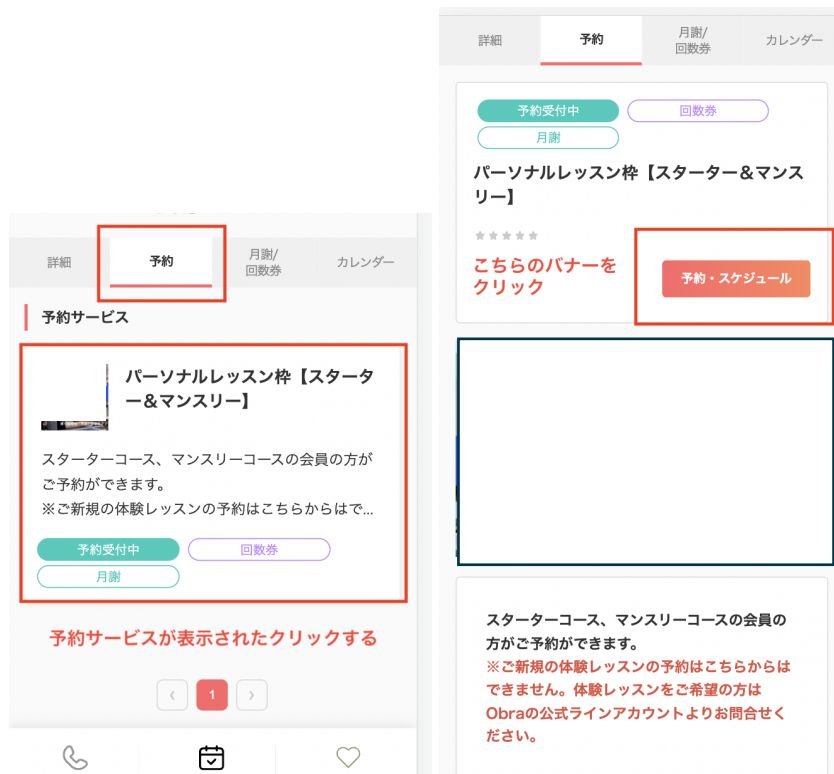 詳細
予約
月謝/
回数券
カレンダー
予約サービス
パーソナルレッスン枠【スタータ
ー&マンスリー】
スターターコース、マンスリーコースの会員の方が
ご予約ができます。
※ご新規の体験レッスンの予約はこちらからはで...
予約受付中
回数券
月謝
予約サービスが表示されたクリックする
1
詳細
予約
月謝/
回数券
カレンダー
予約受付中
回数券
月謝
パーソナルレッスン枠【スターター&マンス
リー】
こちらのバナーを
クリック
予約・スケジュール
スターターコース、マンスリーコースの会員の
方がご予約ができます。
※ご新規の体験レッスンの予約はこちらからは
できません。体験レッスンをご希望の方は
Obraの公式ラインアカウントよりお問合せく
ださい。